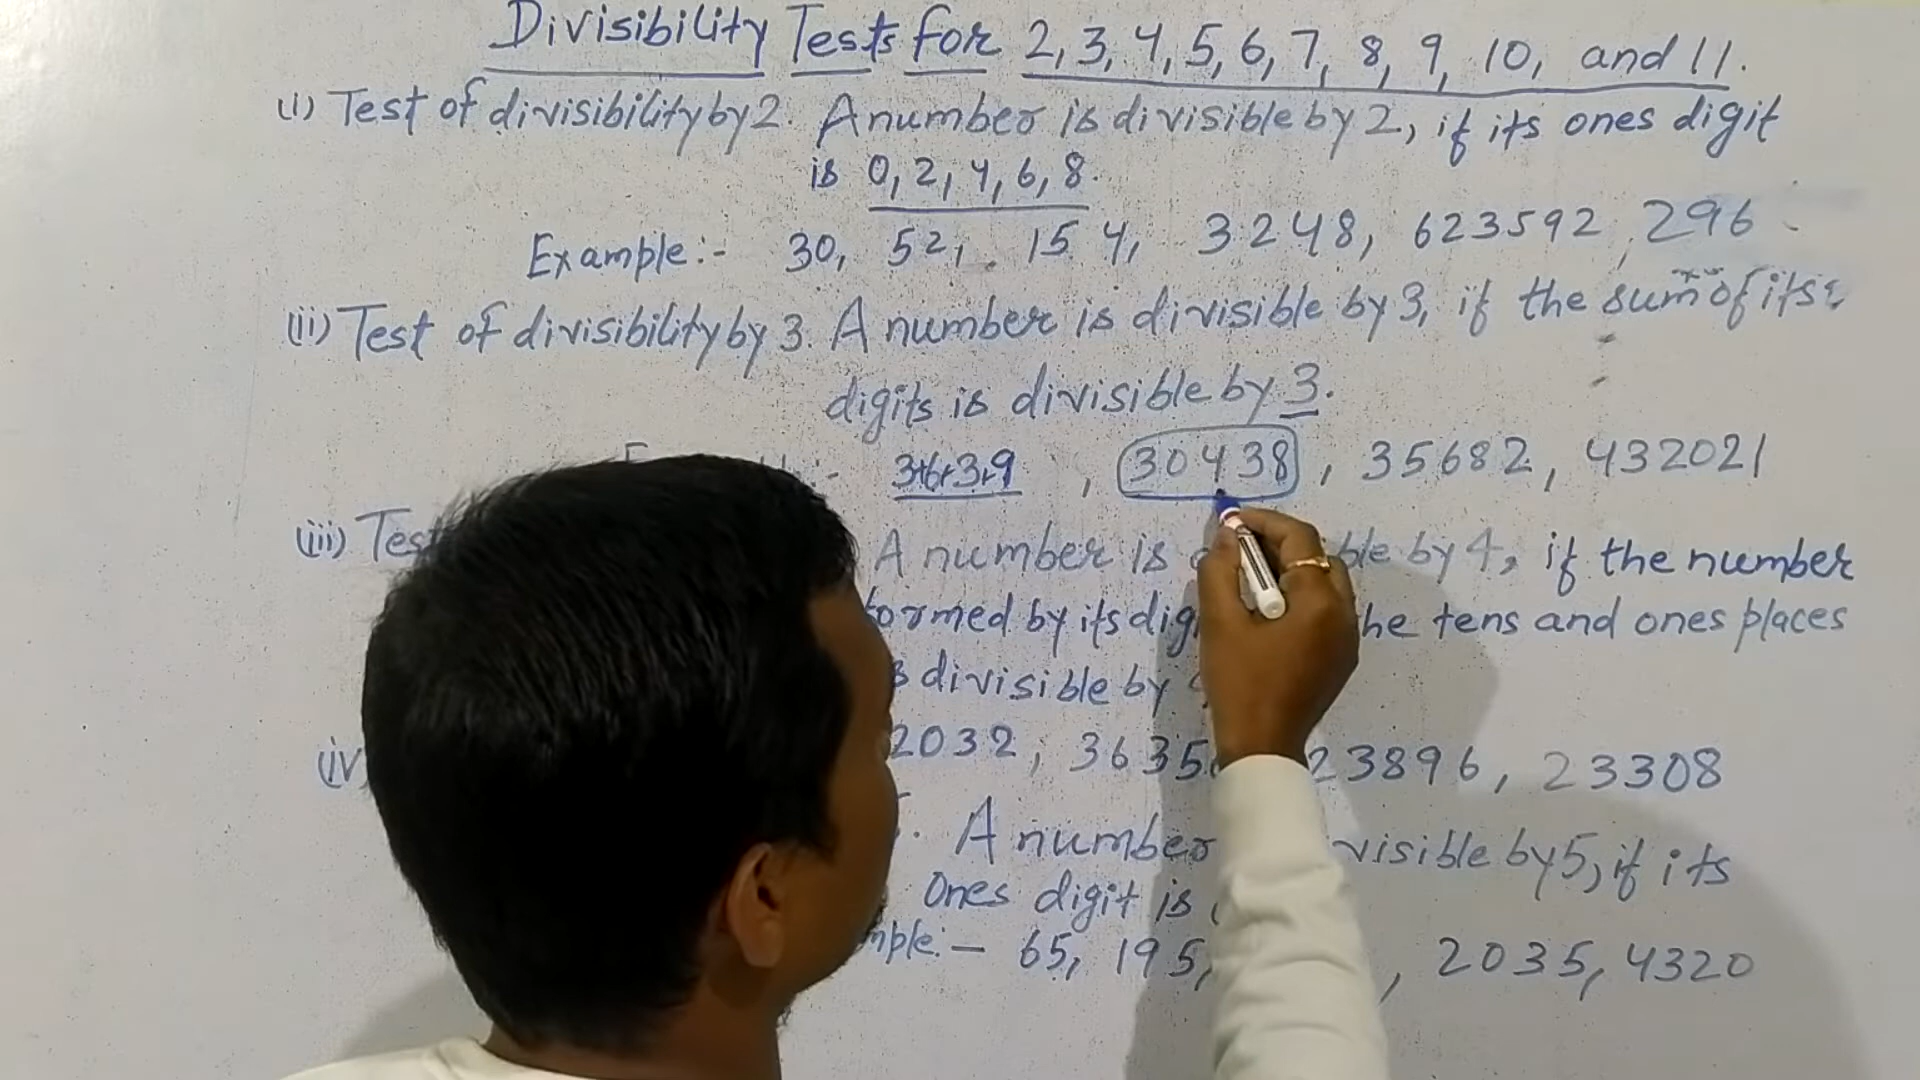 Divisibility Tests for 2, 3, 4, 5, 6, 7, 8, 9, 10, and 11.
(i) Test of divisibility by 2. A number is divisible by 2, if its ones digit
is 0, 2, 4, 6, 8.
Example:- 30, 52, 154, 3248, 623592, 296
(ii) Test of divisibility by 3. A number is divisible by 3, if the sum of its
digits is divisible by 3.
3+6+3+9, 30438, 35682, 432021
(iii) Tes A number is ble by 4, if the number
formed by its dig he tens and ones places
divisible by
(iv) 2032, 3635 23896, 23308
A number visible by 5, if its
Ones digit is
mple:- 65, 195, , 2035, 4320